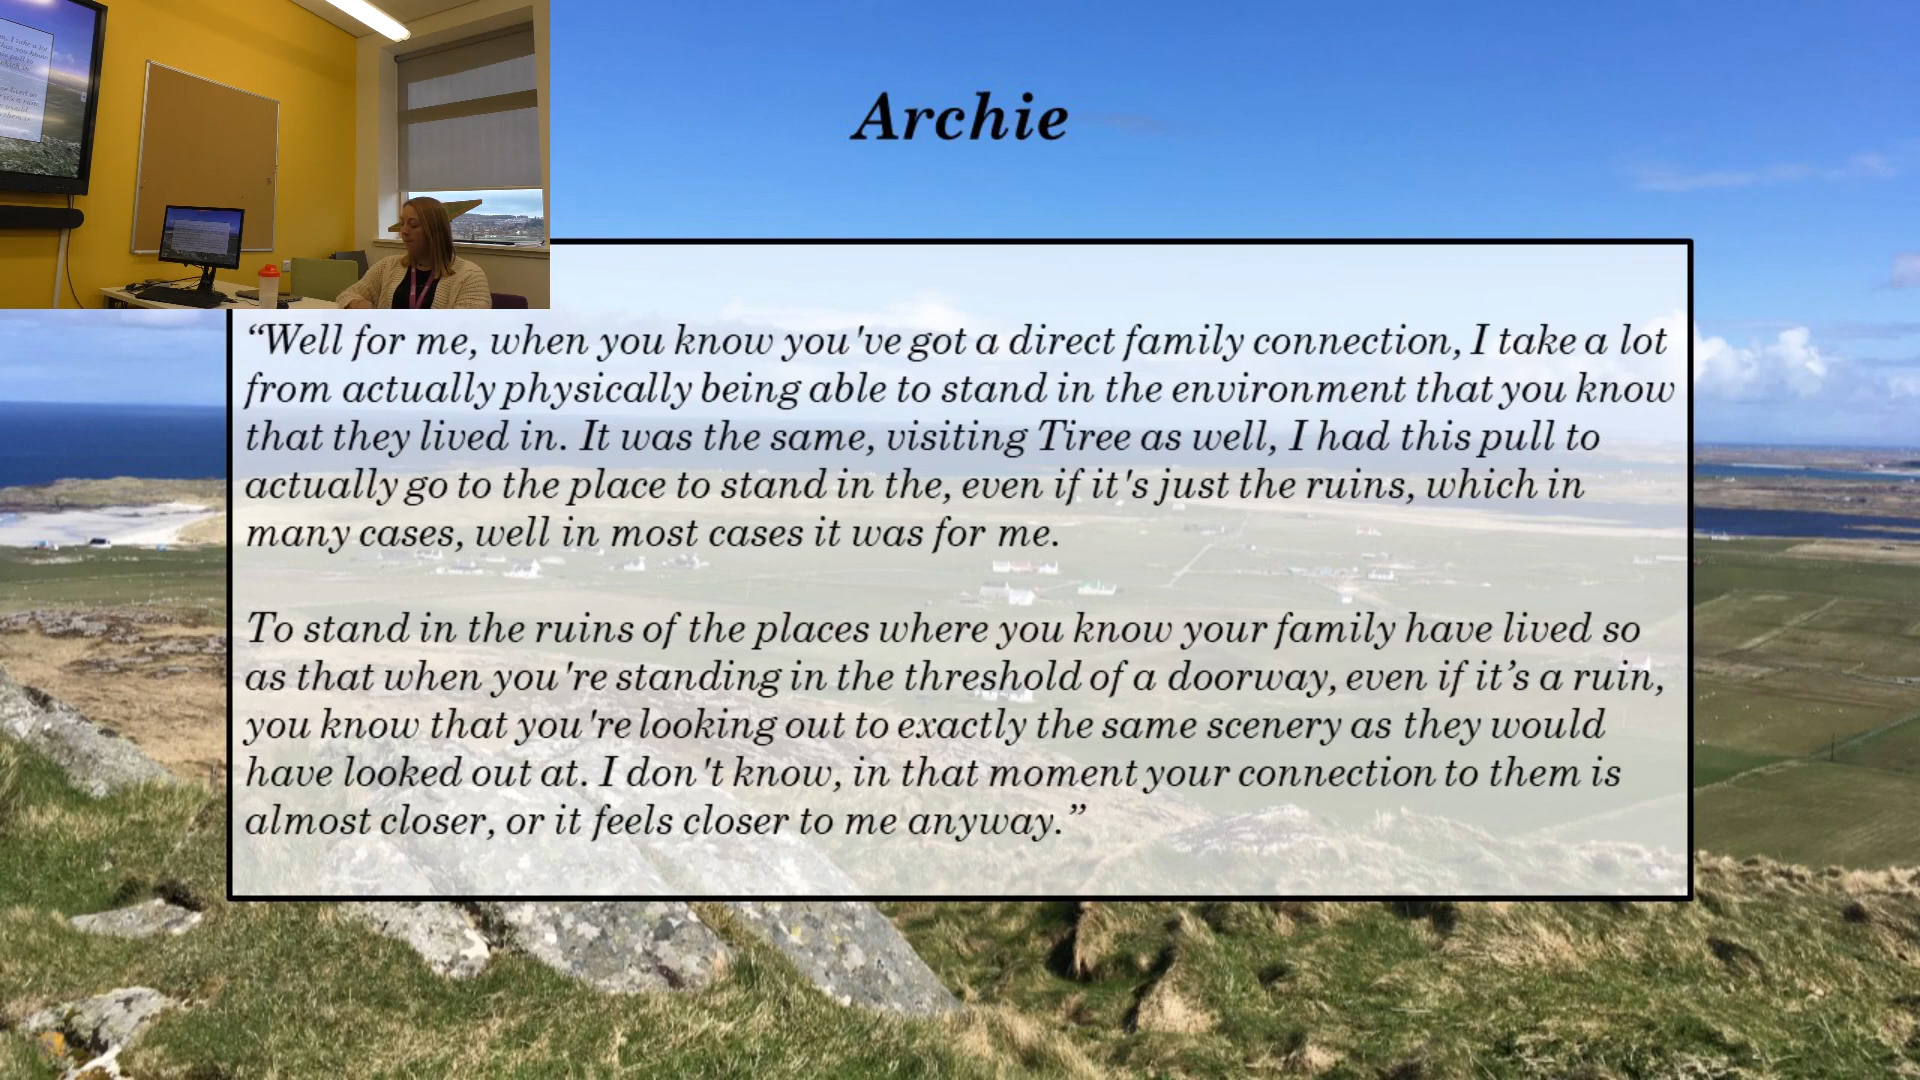 Archie
“Well for me, when you know you've got a direct family connection, I take a lot
from actually physically being able to stand in the environment that you know
that they lived in. It was the same, visiting Tiree as well, I had this pull to
actually go to the place to stand in the, even if it's just the ruins, which in
many cases, well in most cases it was for me.
To stand in the ruins of the places where you know your family have lived so
as that when you're standing in the threshold of a doorway, even if it’s a ruin,
you know that you're looking out to exactly the same scenery as they would
have looked out at. I don't know, in that moment your connection to them is
almost closer, or it feels closer to me anyway.”